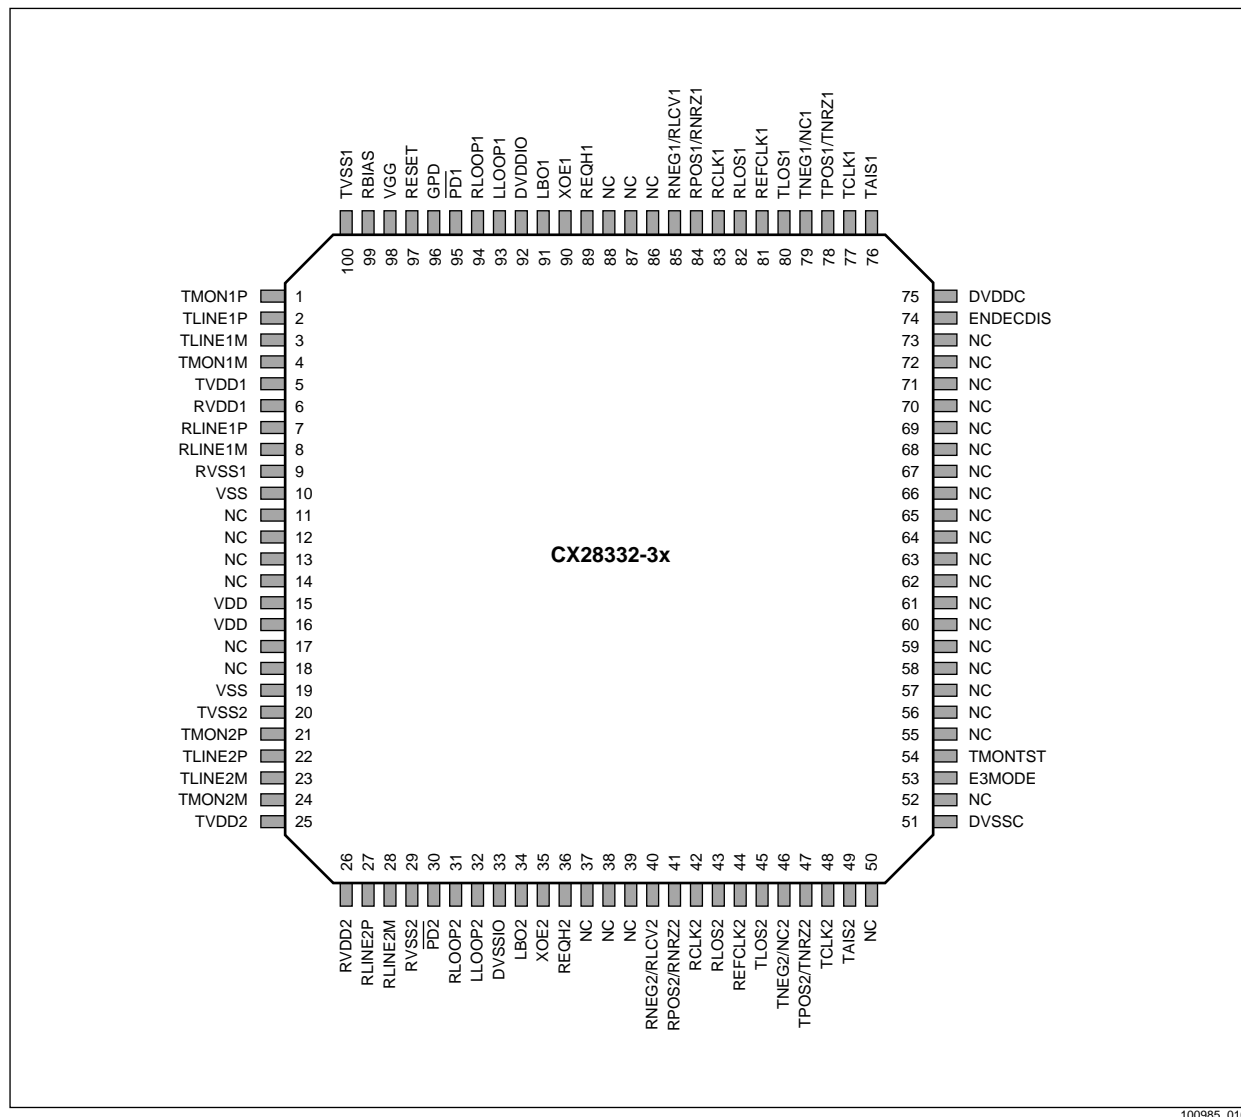 TVSS1
RBIAS
VGG
RESET
GPD
PD1
RLOOP1
LLOOP1
DVDDIO
LBO1
XOE1
REQH1
NC
NC
NC
RNEG1/RLCV1
RPOS1/RNRZ1
RCLK1
RLOS1
REFCLK1
TLOS1
TNEG1/NC1
TPOS1/TNRZ1
TCLK1
TAIS1
100 99 98 97 96 95 94 93 92 91 90 89 88 87 86 85 84 83 82 81 80 79 78 77 76
TMON1P 1 75 DVDDC
TLINE1P 2 74 ENDECDIS
TLINE1M 3 73 NC
TMON1M 4 72 NC
TVDD1 5 71 NC
RVDD1 6 70 NC
RLINE1P 7 69 NC
RLINE1M 8 68 NC
RVSS1 9 67 NC
VSS 10 66 NC
NC 11 65 NC
NC 12 64 NC
NC 13 63 NC
NC 14 62 NC
VDD 15 61 NC
VDD 16 60 NC
NC 17 59 NC
NC 18 58 NC
VSS 19 57 NC
TVSS2 20 56 NC
TMON2P 21 55 NC
TLINE2P 22 54 TMONTST
TLINE2M 23 53 E3MODE
TMON2M 24 52 NC
TVDD2 25 51 DVSSC
CX28332-3x
26 27 28 29 30 31 32 33 34 35 36 37 38 39 40 41 42 43 44 45 46 47 48 49 50
RVDD2
RLINE2P
RLINE2M
RVSS2
PD2
RLOOP2
LLOOP2
DVSSIO
LBO2
XOE2
REQH2
NC
NC
NC
RNEG2/RLCV2
RPOS2/RNRZ2
RCLK2
RLOS2
REFCLK2
TLOS2
TNEG2/NC2
TPOS2/TNRZ2
TCLK2
TAIS2
NC